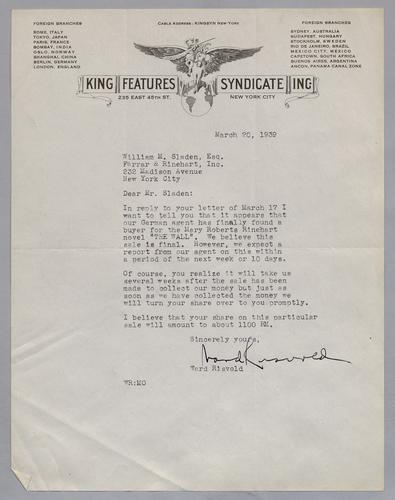 FOREIGN BRANCHES
ROME, ITALY
TOKYO, JAPAN
PARIS, FRANCE
BOMBAY, INDIA
OSLO, NORWAY
SHANGHAI, CHINA
BERLIN, GERMANY
LONDON, ENGLAND
CABLE ADDRESS: KINGSYN NEW-YORK
FOREIGN BRANCHES
SYDNEY, AUSTRALIA
BUDAPEST, HUNGARY
STOCKHOLM, SWEDEN
RIO DE JANEIRO, BRAZIL
MEXICO CITY, MEXICO
CAPETOWN, SOUTH AFRICA
BUENOS AIRES, ARGENTINA
ANCON, PANAMA CANAL ZONE
KING FEATURES SYNDICATE INC
235 EAST 45TH ST. NEW YORK CITY
March 20, 1939
William M. Sladen, Esq.
Farrar & Rinehart, Inc.
232 Madison Avenue
New York City
Dear Mr. Sladen:
In reply to your letter of March 17 I
want to tell you that it appears that
our German agent has finally found a
buyer for the Mary Roberts Rinehart
novel "THE WALL". We believe this
sale is final. However, we expect a
report from our agent on this within
a period of the next week or 10 days.
Of course, you realize it will take us
several weeks after the sale has been
made to collect our money but just as
soon as we have collected the money we
will turn your share over to you promptly.
I believe that your share on this particular
sale will amount to about 1100 RM.
Sincerely yours,
Ward Risvold
Ward Risvold
WR:MO